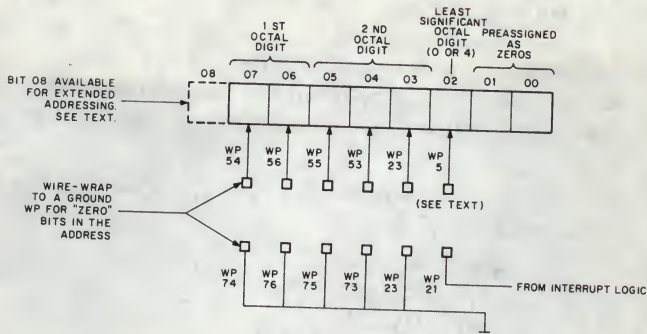 1 ST
OCTAL
DIGIT
2 ND
OCTAL
DIGIT
LEAST
SIGNIFICANT
OCTAL
DIGIT
(0 OR 4)
PREASSIGNED
AS
ZEROS
08 07 06 05 04 03 02 01 00
BIT 08 AVAILABLE
FOR EXTENDED
ADDRESSING.
SEE TEXT.
WP WP WP WP WP WP
54 56 55 53 23 5
(SEE TEXT)
WIRE-WRAP
TO A GROUND
WP FOR "ZERO"
BITS IN THE
ADDRESS
WP WP WP WP WP WP
74 76 75 73 23 21
FROM INTERRUPT LOGIC